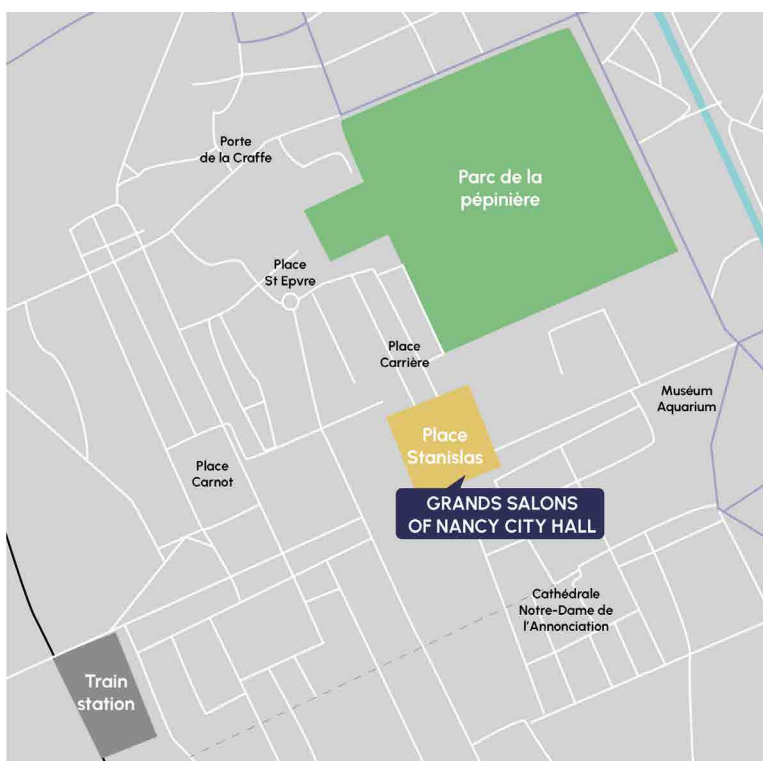 Porte
de la Craffe
Parc de la
pépinière
Place
St Epvre
Place
Carrière
Muséum
Aquarium
Place
Stanislas
Place
Carnot
GRANDS SALONS
OF NANCY CITY HALL
Cathédrale
Notre-Dame de
l'Annonciation
Train
station